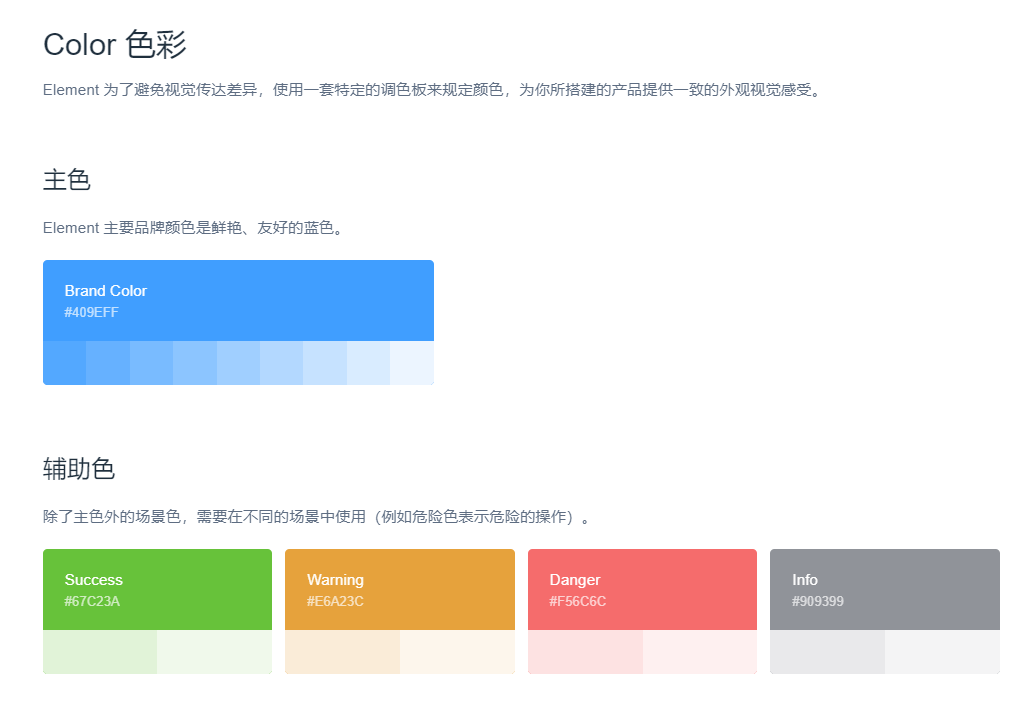 Color 色彩
Element 为了避免视觉传达差异，使用一套特定的调色板来规定颜色，为你所搭建的产品提供一致的外观视觉感受。
主色
Element 主要品牌颜色是鲜艳、友好的蓝色。
Brand Color
#409EFF
辅助色
除了主色外的场景色，需要在不同的场景中使用（例如危险色表示危险的操作）。
Success
#67C23A
Warning
#E6A23C
Danger
#F56C6C
Info
#909399